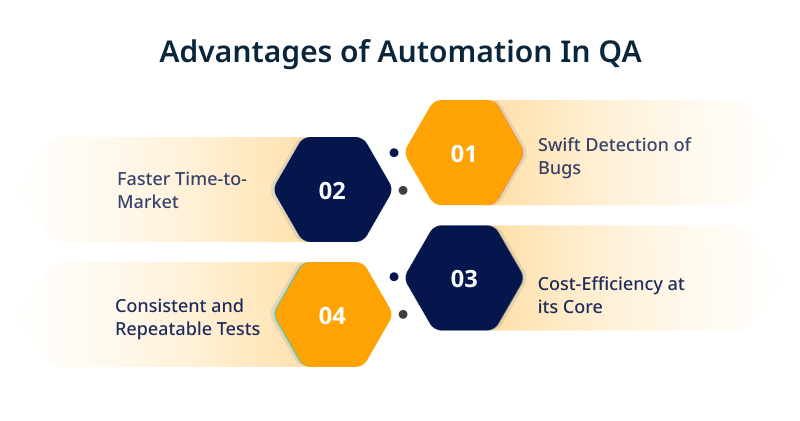 Advantages of Automation In QA
01
Swift Detection of
Bugs
02
Faster Time-to-
Market
03
Cost-Efficiency at
its Core
04
Consistent and
Repeatable Tests